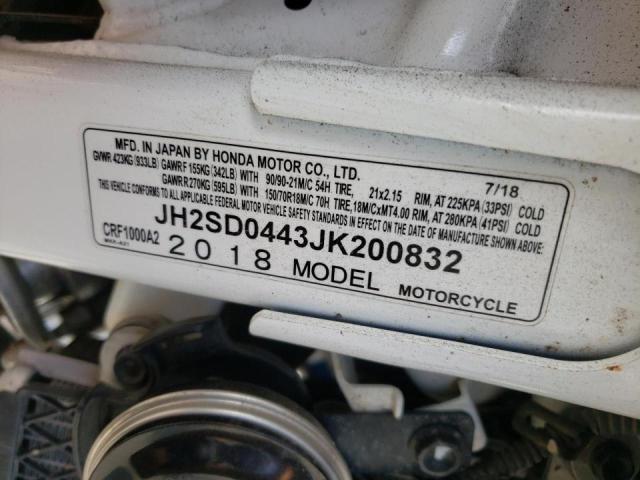 MFD. IN JAPAN BY HONDA MOTOR CO., LTD. 7/18
GVWR 423KG (933LB) GAWRF 155KG (342LB) WITH 90/90-21M/C 54H TIRE, 21x2.15 RIM, AT 225KPA (33PSI) COLD
GAWRR 270KG (595LB) WITH 150/70R18M/C 70H TIRE, 18M/CxMT4.00 RIM, AT 280KPA (41PSI) COLD
THIS VEHICLE CONFORMS TO ALL APPLICABLE FEDERAL MOTOR VEHICLE SAFETY STANDARDS IN EFFECT ON THE DATE OF MANUFACTURE SHOWN ABOVE:
JH2SD0443JK200832
CRF1000A2
2018 MODEL MOTORCYCLE